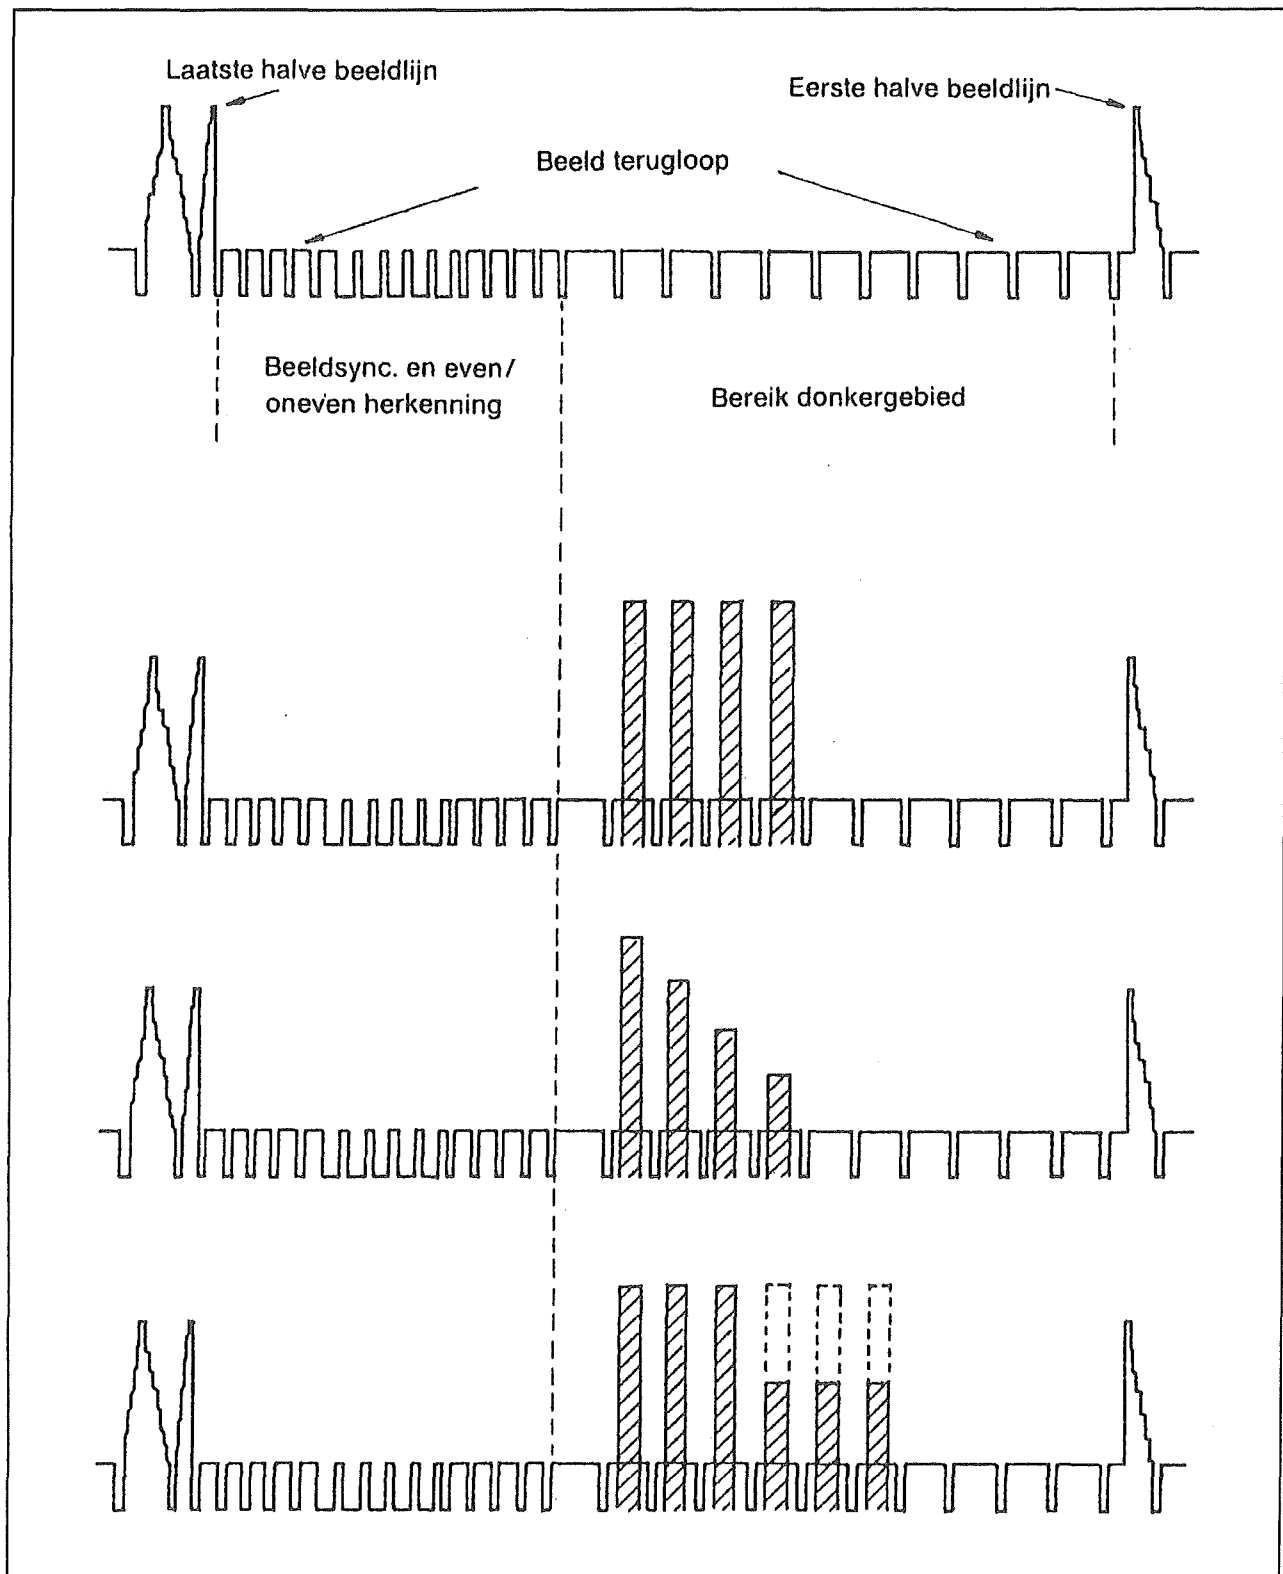 Laatste halve beeldlijn
Eerste halve beeldlijn
Beeld terugloop
Beeldsync. en even/
oneven herkenning
Bereik donkergebied